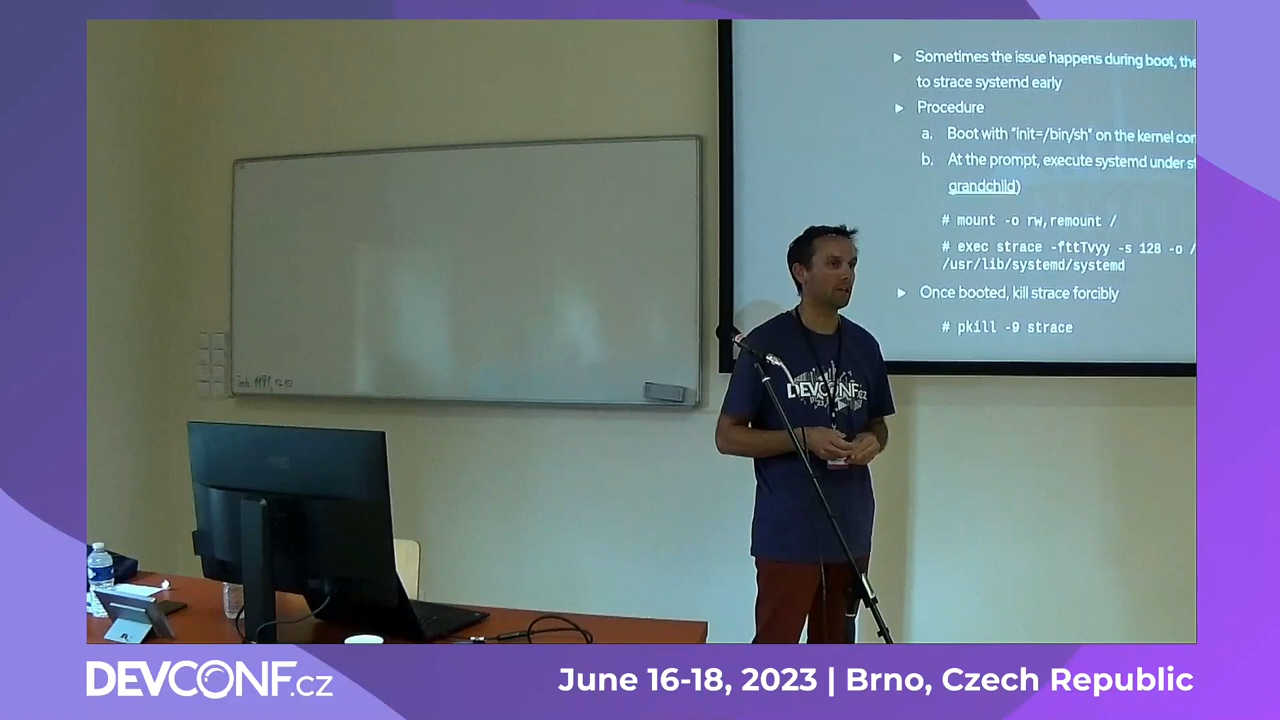 Sometimes the issue happens during boot, the
to strace systemd early
Procedure
a. Boot with "init=/bin/sh" on the kernel
b. At the prompt, execute systemd under
grandchild)
# mount -o rw,remount /
# exec strace -fttTvyy -s 128 -o /
/usr/lib/systemd/systemd
Once booted, kill strace forcibly
# pkill -9 strace
DEVCONF.cz
DEVCONF.cz
June 16-18, 2023 | Brno, Czech Republic